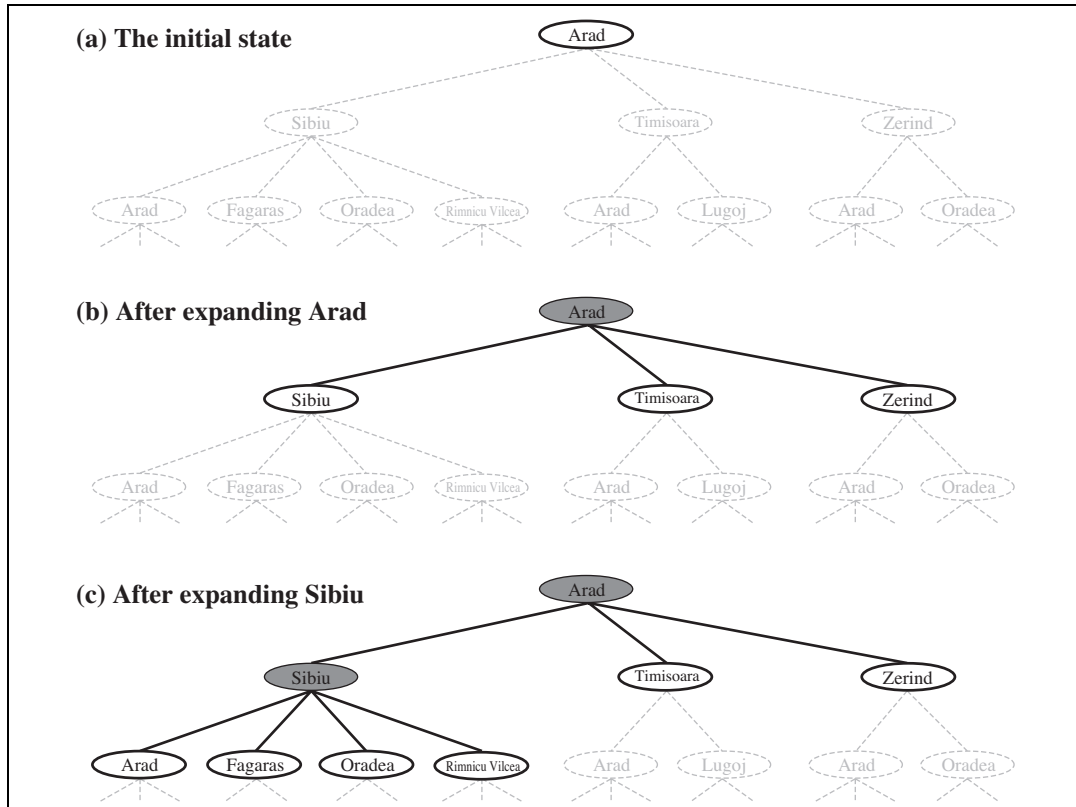 (a) The initial state
Arad
Sibiu Timisoara Zerind
Arad Fagaras Oradea Rimnicu Vilcea Arad Lugoj Arad Oradea
(b) After expanding Arad
Arad
Sibiu Timisoara Zerind
Arad Fagaras Oradea Rimnicu Vilcea Arad Lugoj Arad Oradea
(c) After expanding Sibiu
Arad
Sibiu Timisoara Zerind
Arad Fagaras Oradea Rimnicu Vilcea Arad Lugoj Arad Oradea